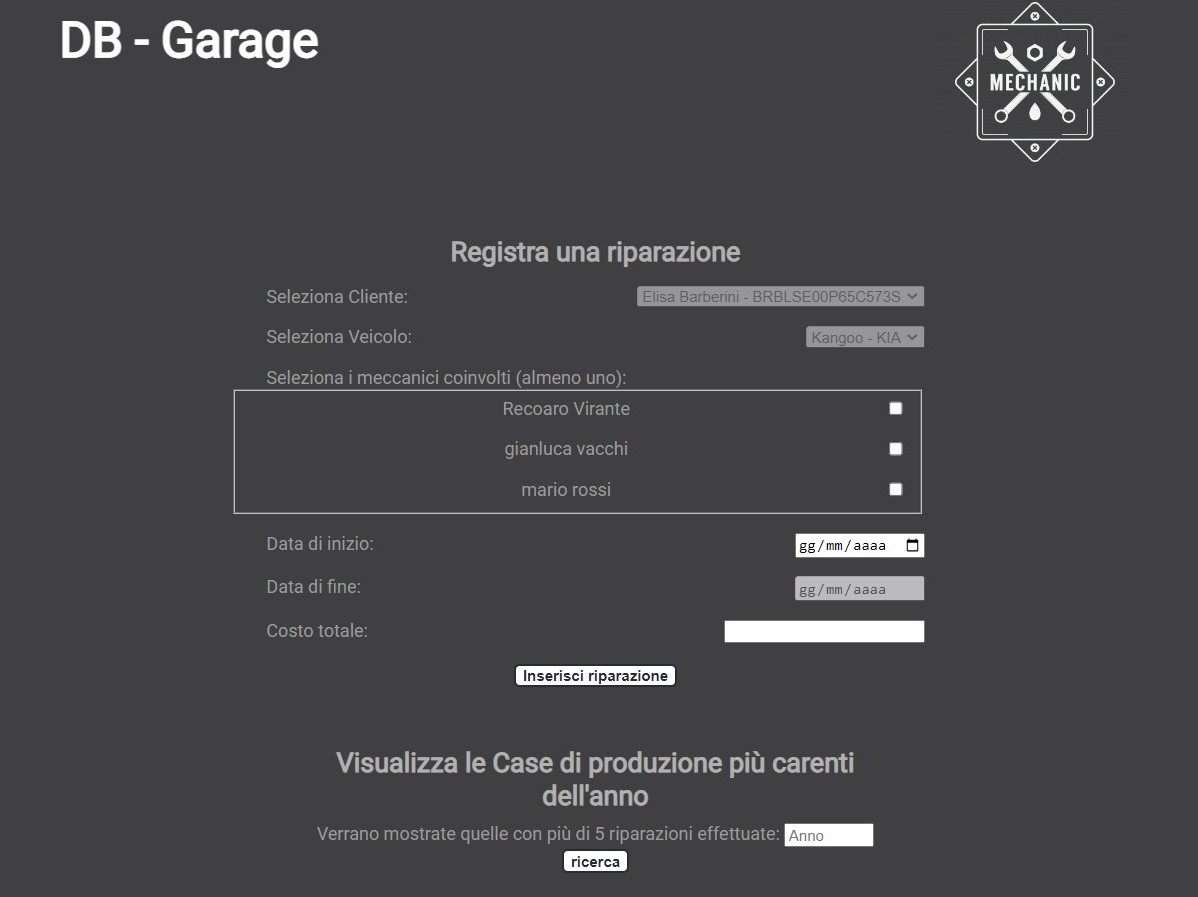 DB - Garage
MECHANIC
Registra una riparazione
Seleziona Cliente: Elisa Barberini - BRBLSE00P65C573S
Seleziona Veicolo: Kangoo - KIA
Seleziona i meccanici coinvolti (almeno uno):
Recoaro Virante
gianluca vacchi
mario rossi
Data di inizio: gg/mm/aaaa
Data di fine: gg/mm/aaaa
Costo totale:
Inserisci riparazione
Visualizza le Case di produzione più carenti
dell'anno
Verrano mostrate quelle con più di 5 riparazioni effettuate: Anno
ricerca